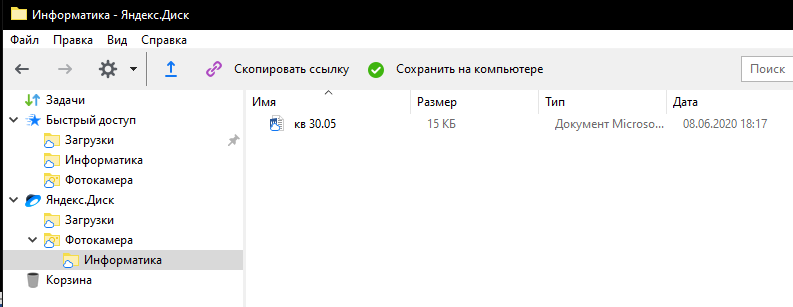 Информатика - Яндекс.Диск
Файл Правка Вид Справка
Скопировать ссылку Сохранить на компьютере Поиск
Задачи
Быстрый доступ
Загрузки
Информатика
Фотокамера
Яндекс.Диск
Загрузки
Фотокамера
Информатика
Корзина
Имя Размер Тип Дата
кв 30.05 15 КБ Документ Microso... 08.06.2020 18:17